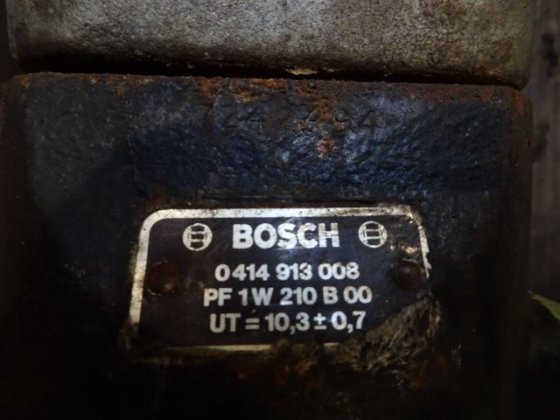 BOSCH
0 414 913 008
PF 1W 210 B 00
UT = 10,3 ± 0,7